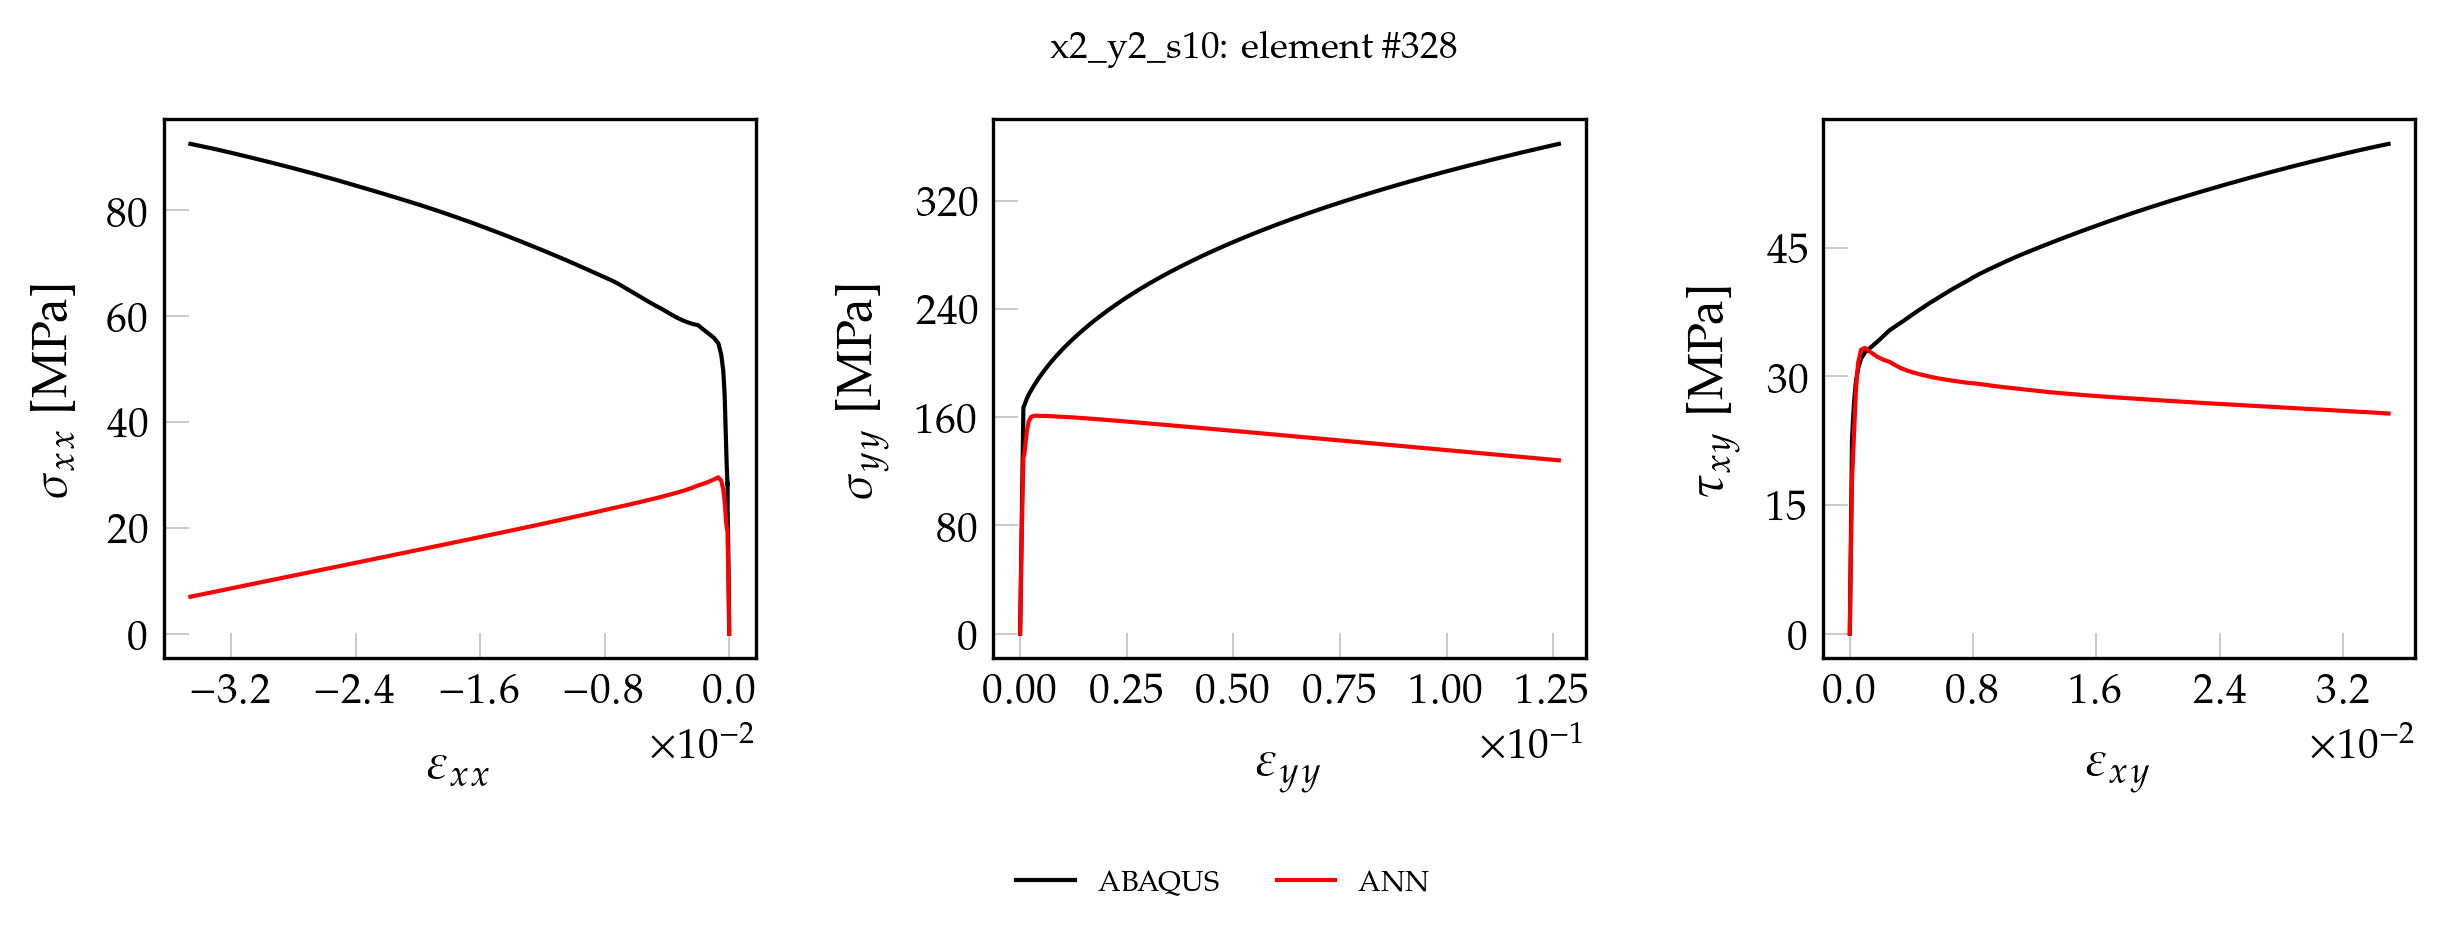 x2_y2_s10: element #328
σxx [MPa]
80
60
40
20
0
−3.2 −2.4 −1.6 −0.8 0.0
×10−2
εxx
σyy [MPa]
320
240
160
80
0
0.00 0.25 0.50 0.75 1.00 1.25
×10−1
εyy
τxy [MPa]
45
30
15
0
0.0 0.8 1.6 2.4 3.2
×10−2
εxy
ABAQUS ANN